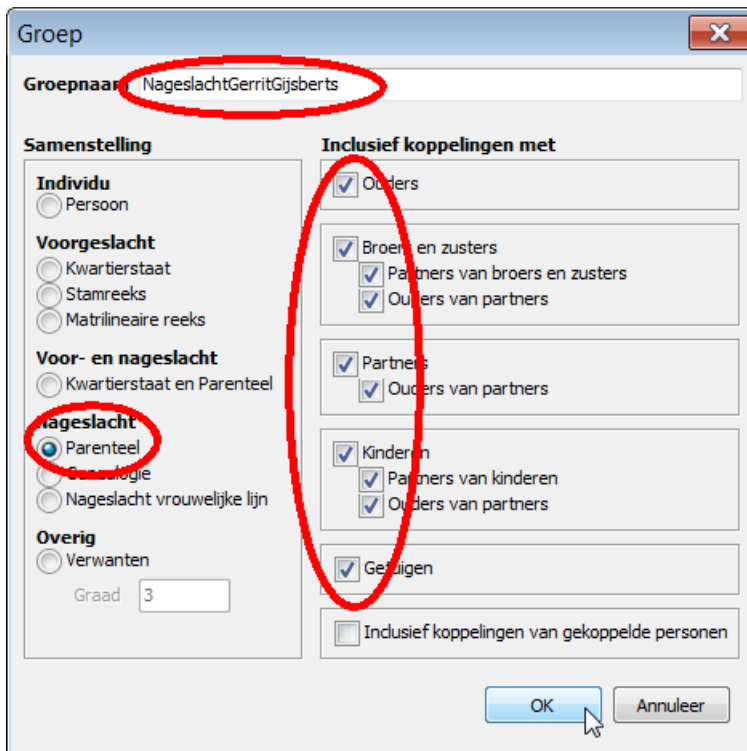 Groep
Groepnaam NageslachtGerritGijsberts
Samenstelling
Individu
Persoon
Voorgeslacht
Kwartierstaat
Stamreeks
Matrilineaire reeks
Voor- en nageslacht
Kwartierstaat en Parenteel
Nageslacht
Parenteel
Genealogie
Nageslacht vrouwelijke lijn
Overig
Verwanten
Graad 3
Inclusief koppelingen met
Ouders
Broers en zusters
Partners van broers en zusters
Ouders van partners
Partners
Ouders van partners
Kinderen
Partners van kinderen
Ouders van partners
Getuigen
Inclusief koppelingen van gekoppelde personen
OK Annuleer